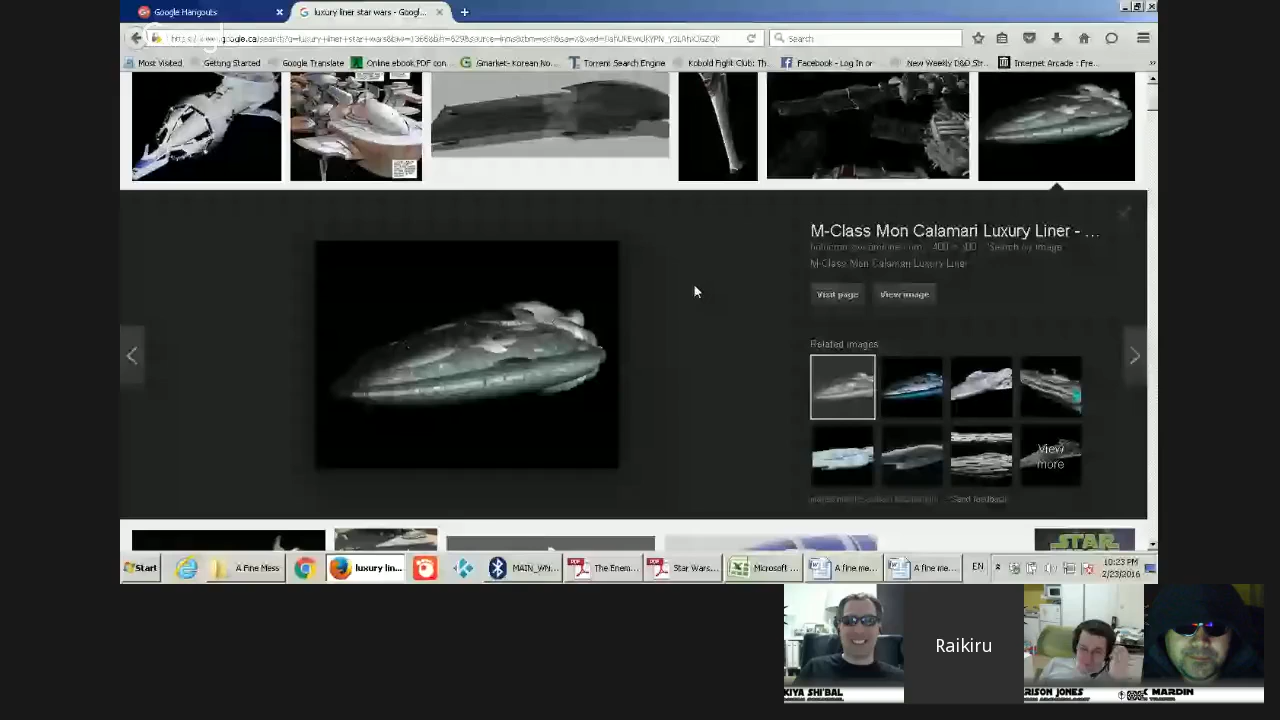 Google Hangouts
luxury liner star wars - Googl...
Search
Most Visited
Getting Started
Google Translate
Online ebook PDF con...
Gmarket- Korean No...
Torrent Search Engine
Kobold Fight Club: Th...
Facebook - Log In or ...
New Weekly D&D Str...
Internet Arcade : Fre...
M-Class Mon Calamari Luxury Liner - ...
Search by image
M-Class Mon Calamari Luxury Liner
Visit page
View image
Related images
View more
Send feedback
STAR
Start
A Fine Mess
luxury lin...
MAIN_WN...
The Enem...
Star Wars...
Microsoft ...
A fine me...
A fine me...
EN
10:23 PM
2/23/2016
Raikiru
KIYA SHI'BAL
RISON JONES
K MARDIN